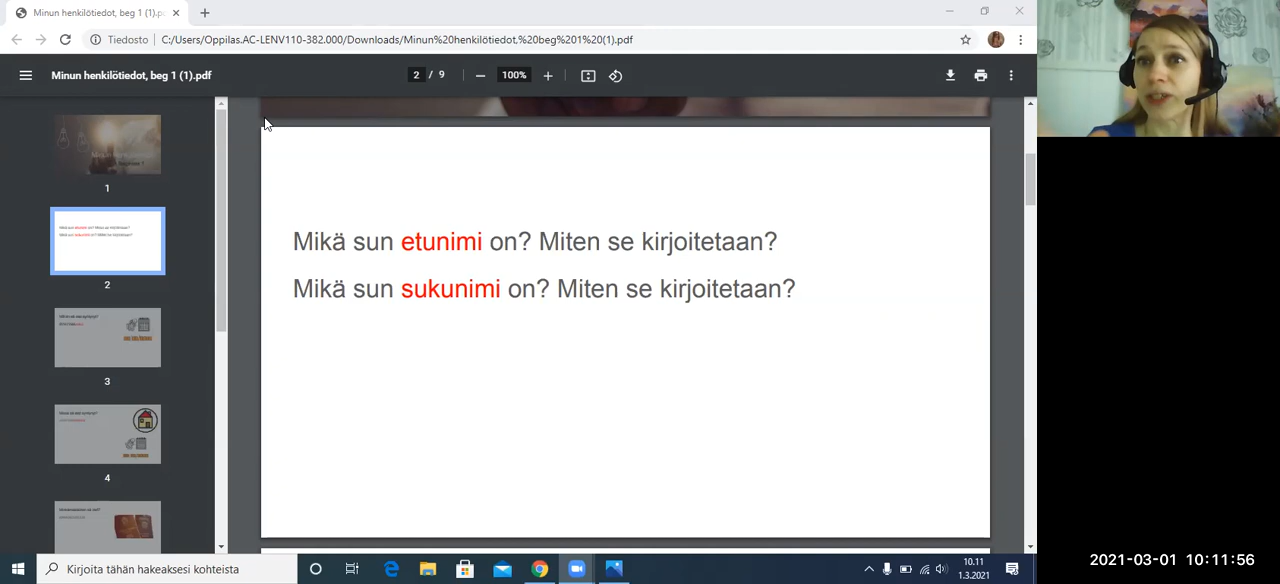 Minun henkilötiedot, beg 1 (1).p
Tiedosto
C:/Users/Oppilas.AC-LENV110-382.000/Downloads/Minun%20henkilötiedot,%20beg%201%20(1).pdf
Minun henkilötiedot, beg 1 (1).pdf
2 / 9
100%
1
2
3
4
Mikä sun etunimi on? Miten se kirjoitetaan?
Mikä sun sukunimi on? Miten se kirjoitetaan?
Kirjoita tähän hakeaksesi kohteista
10.11
1.3.2021
2021-03-01 10:11:56